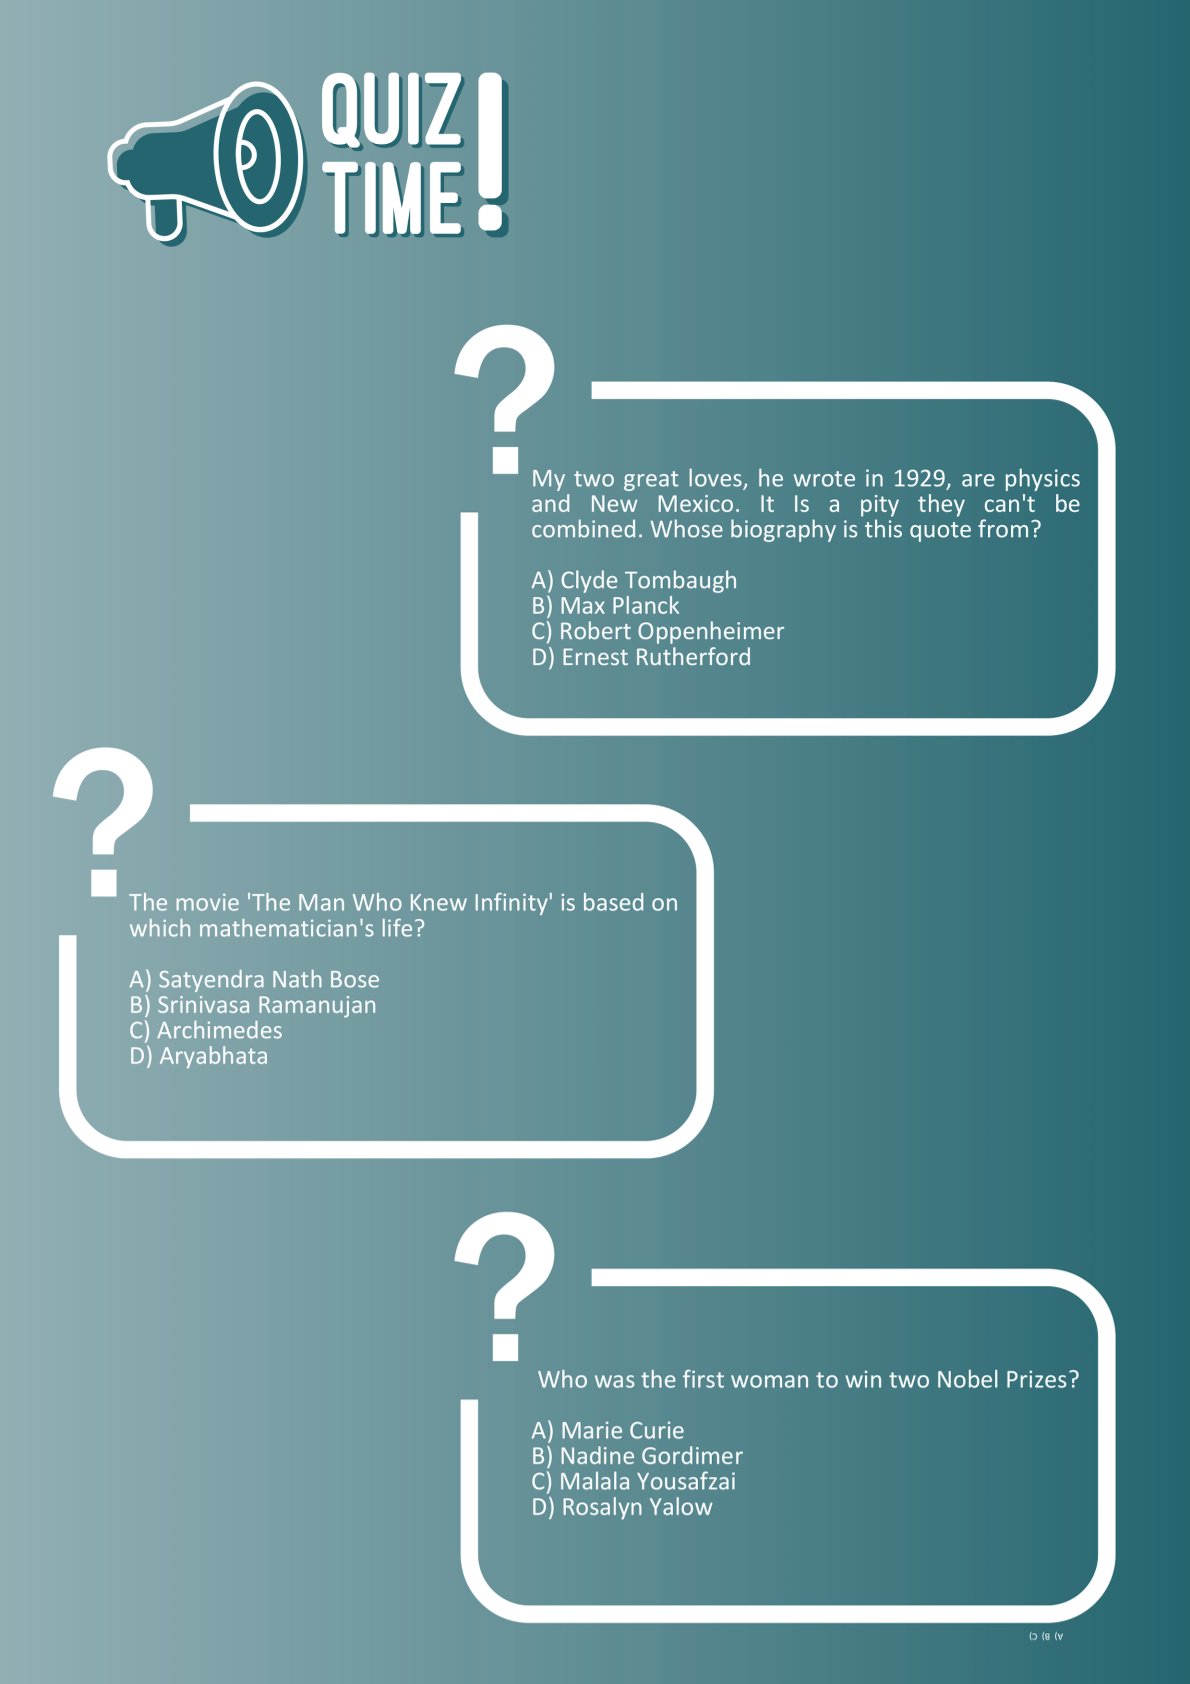 QUIZ
TIME!
?
My two great loves, he wrote in 1929, are physics
and New Mexico. It Is a pity they can't be
combined. Whose biography is this quote from?
A) Clyde Tombaugh
B) Max Planck
C) Robert Oppenheimer
D) Ernest Rutherford
?
The movie 'The Man Who Knew Infinity' is based on
which mathematician's life?
A) Satyendra Nath Bose
B) Srinivasa Ramanujan
C) Archimedes
D) Aryabhata
?
Who was the first woman to win two Nobel Prizes?
A) Marie Curie
B) Nadine Gordimer
C) Malala Yousafzai
D) Rosalyn Yalow
A) B) C)